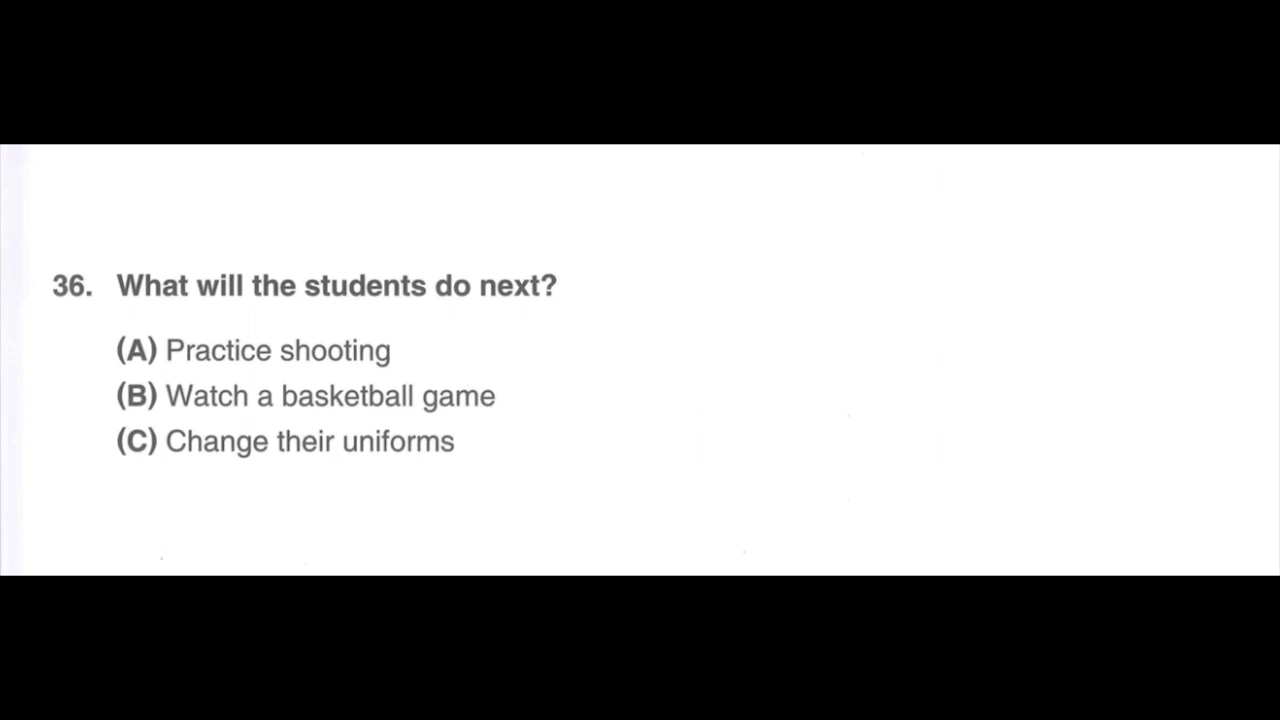 36. What will the students do next?
(A) Practice shooting
(B) Watch a basketball game
(C) Change their uniforms